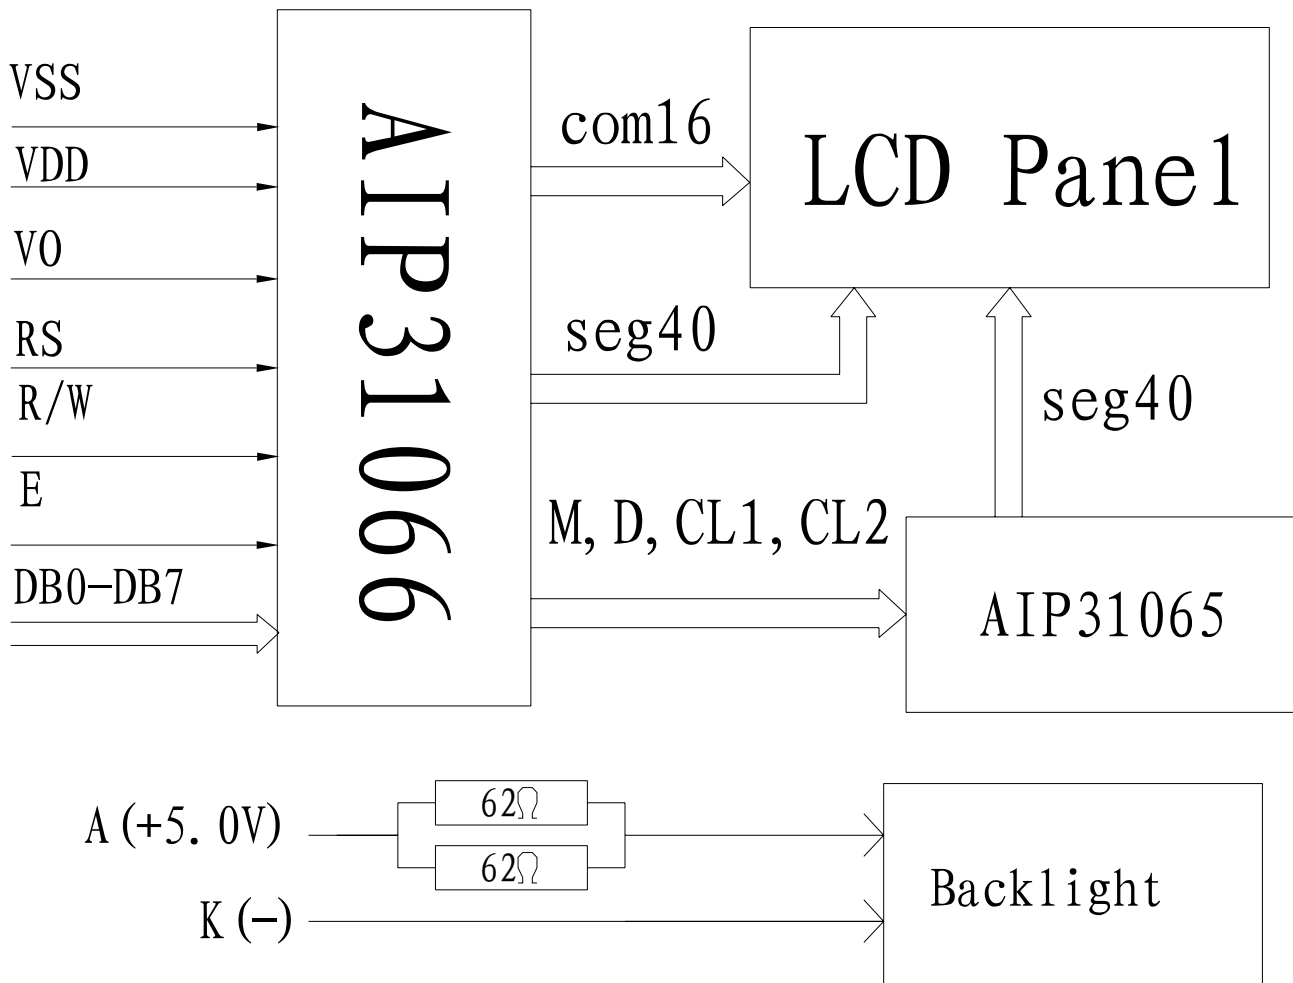 VSS
VDD
VO
RS
R/W
E
DB0-DB7
AIP31066
com16
seg40
M, D, CL1, CL2
LCD Panel
seg40
AIP31065
A(+5.0V)
62Ω
62Ω
K(-)
Backlight